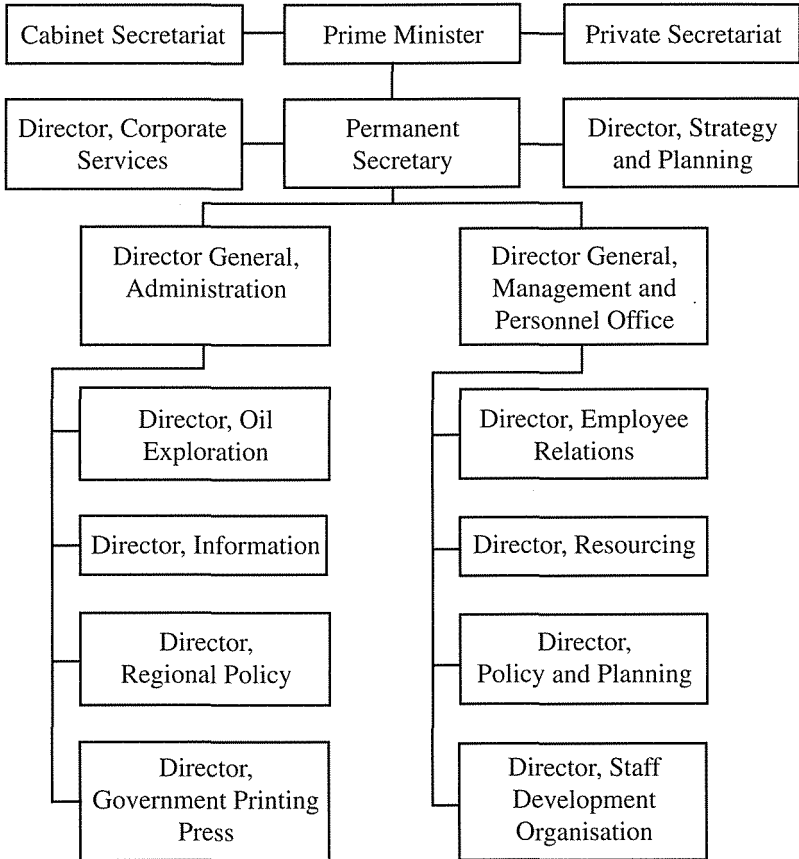 Cabinet Secretariat
Prime Minister
Private Secretariat
Director, Corporate
Services
Permanent
Secretary
Director, Strategy
and Planning
Director General,
Administration
Director General,
Management and
Personnel Office
Director, Oil
Exploration
Director, Employee
Relations
Director, Information
Director, Resourcing
Director,
Regional Policy
Director,
Policy and Planning
Director,
Government Printing
Press
Director, Staff
Development
Organisation